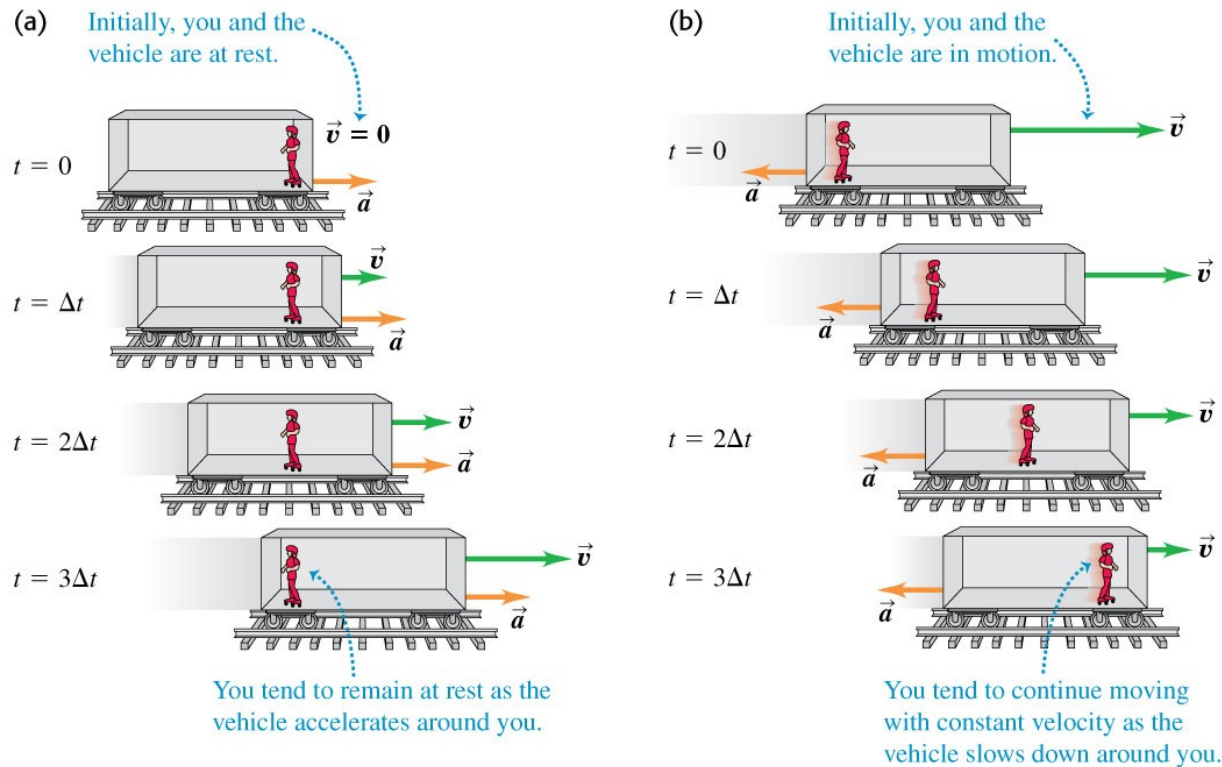 (a)
Initially, you and the
vehicle are at rest.
t = 0
v⃗ = 0
a⃗
t = Δt
v⃗
a⃗
t = 2Δt
v⃗
a⃗
t = 3Δt
v⃗
a⃗
You tend to remain at rest as the
vehicle accelerates around you.
(b)
Initially, you and the
vehicle are in motion.
t = 0
v⃗
a⃗
t = Δt
v⃗
a⃗
t = 2Δt
v⃗
a⃗
t = 3Δt
v⃗
a⃗
You tend to continue moving
with constant velocity as the
vehicle slows down around you.